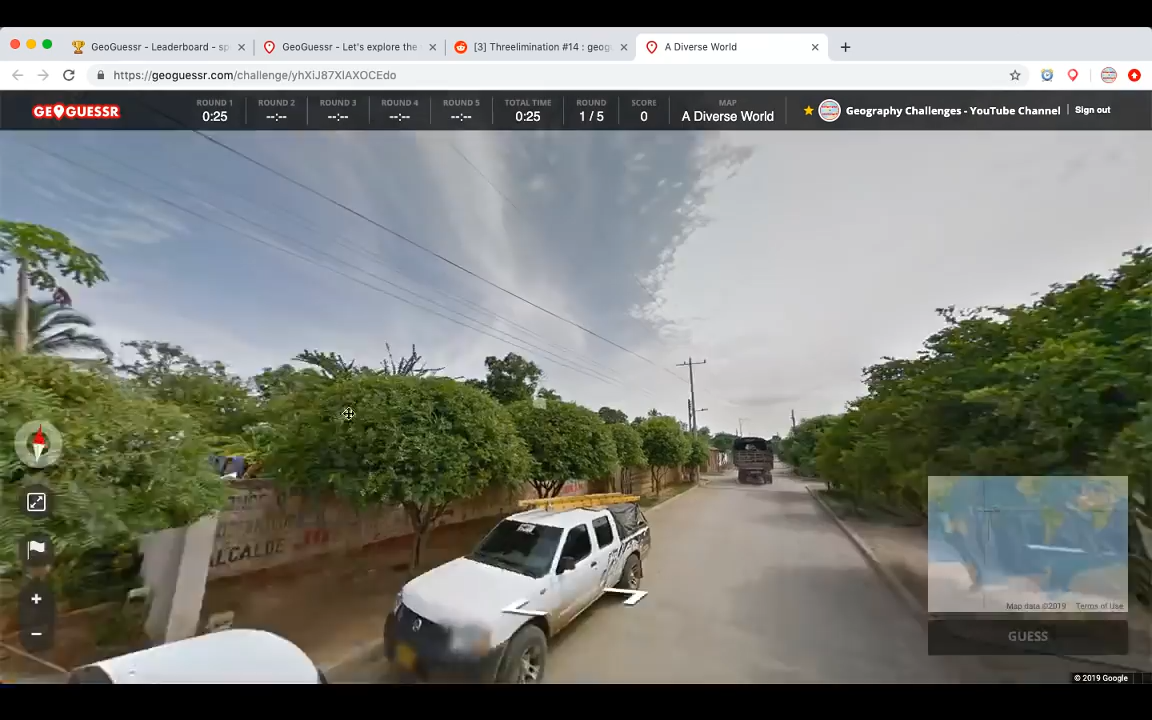 GeoGuessr - Leaderboard - sp
GeoGuessr - Let's explore the
[3] Threelimination #14 : geog
A Diverse World
https://geoguessr.com/challenge/yhXiJ87XIAXOCEdo
GEOGUESSR
ROUND 1
0:25
ROUND 2
--:--
ROUND 3
--:--
ROUND 4
--:--
ROUND 5
--:--
TOTAL TIME
0:25
ROUND
1 / 5
SCORE
0
MAP
A Diverse World
Geography Challenges - YouTube Channel
Sign out
ALCALDE
Map data ©2019 Terms of Use
GUESS
© 2019 Google